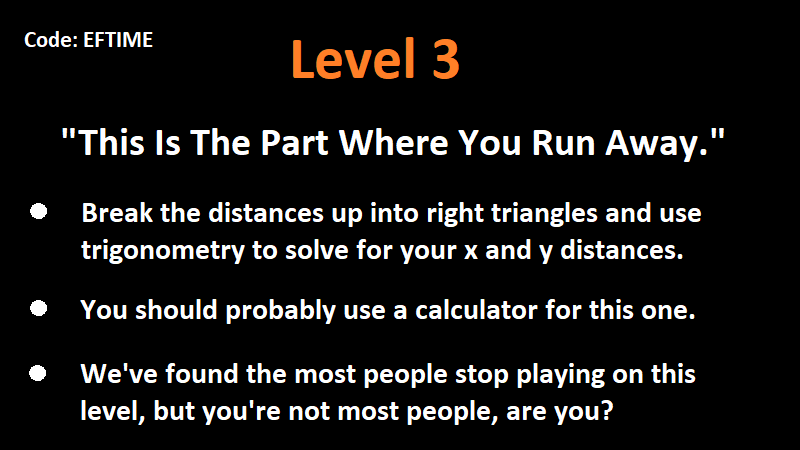 Code: EFTIME
Level 3
"This Is The Part Where You Run Away."
Break the distances up into right triangles and use
trigonometry to solve for your x and y distances.
You should probably use a calculator for this one.
We've found the most people stop playing on this
level, but you're not most people, are you?